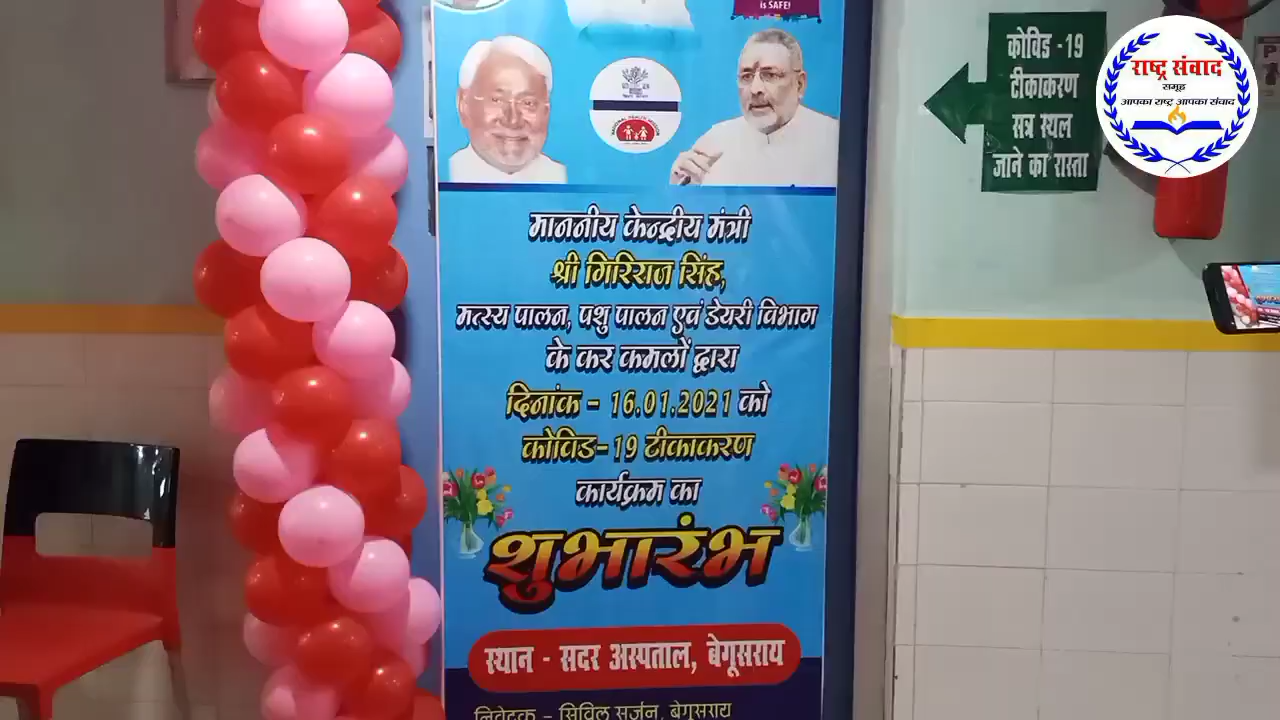 is SAFE!
माननीय केन्द्रीय मंत्री
श्री गिरिराज सिंह,
मत्स्य पालन, पशु पालन एवं डेयरी विभाग
के कर कमलों द्वारा
दिनांक - 16.01.2021 को
कोविड-19 टीकाकरण
कार्यक्रम का
शुभारंभ
स्थान - सदर अस्पताल, बेगूसराय
निवेदक - सिविल सर्जन, बेगूसराय
कोविड -19
टीकाकरण
सत्र स्थल
जाने का रास्ता
राष्ट्र संवाद
समूह
आपका राष्ट्र आपका संवाद